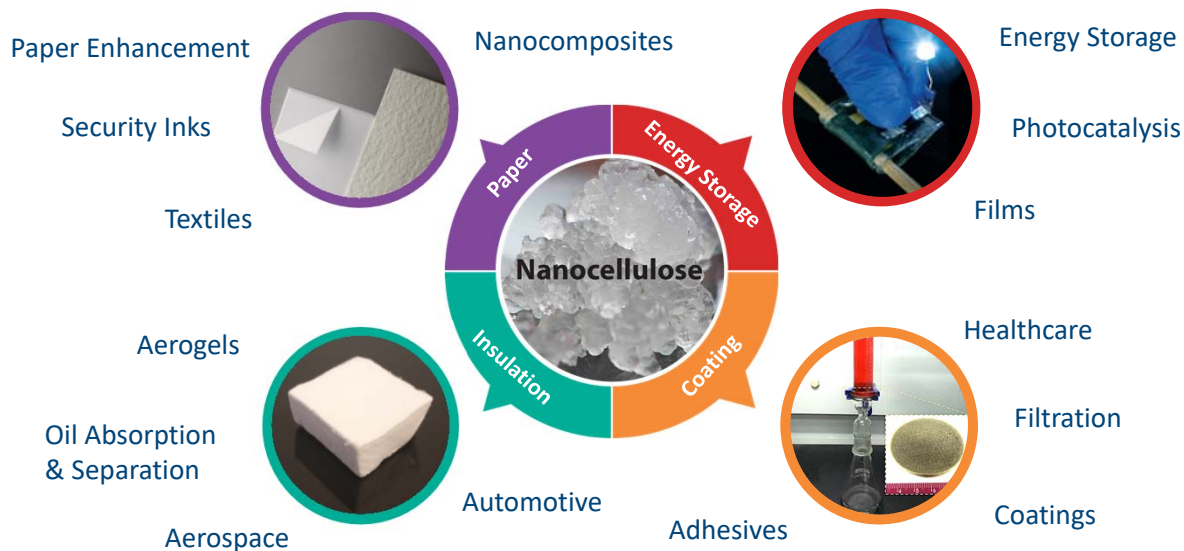 Paper Enhancement
Nanocomposites
Energy Storage
Security Inks
Photocatalysis
Textiles
Films
Paper
Energy Storage
Nanocellulose
Insulation
Coating
Aerogels
Healthcare
Oil Absorption
& Separation
Filtration
Automotive
Aerospace
Adhesives
Coatings